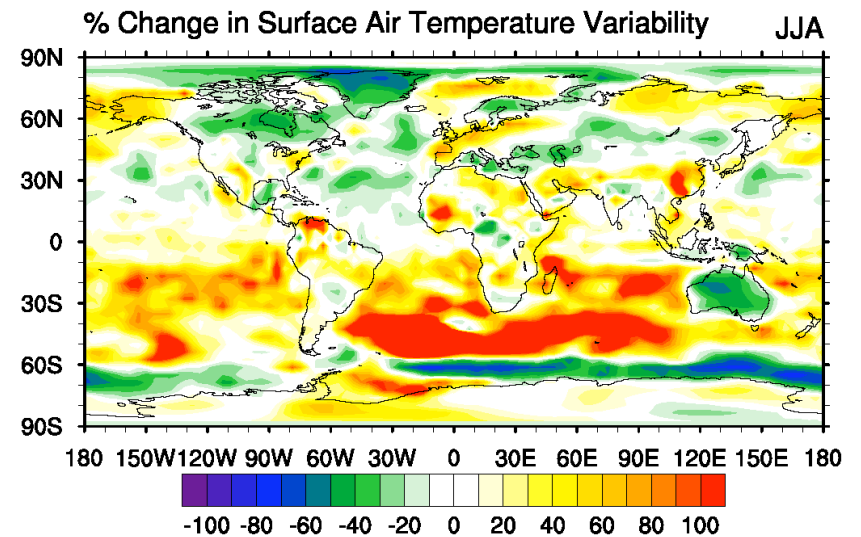 % Change in Surface Air Temperature Variability JJA
90N
60N
30N
0
30S
60S
90S
180 150W 120W 90W 60W 30W 0 30E 60E 90E 120E 150E 180
-100 -80 -60 -40 -20 0 20 40 60 80 100